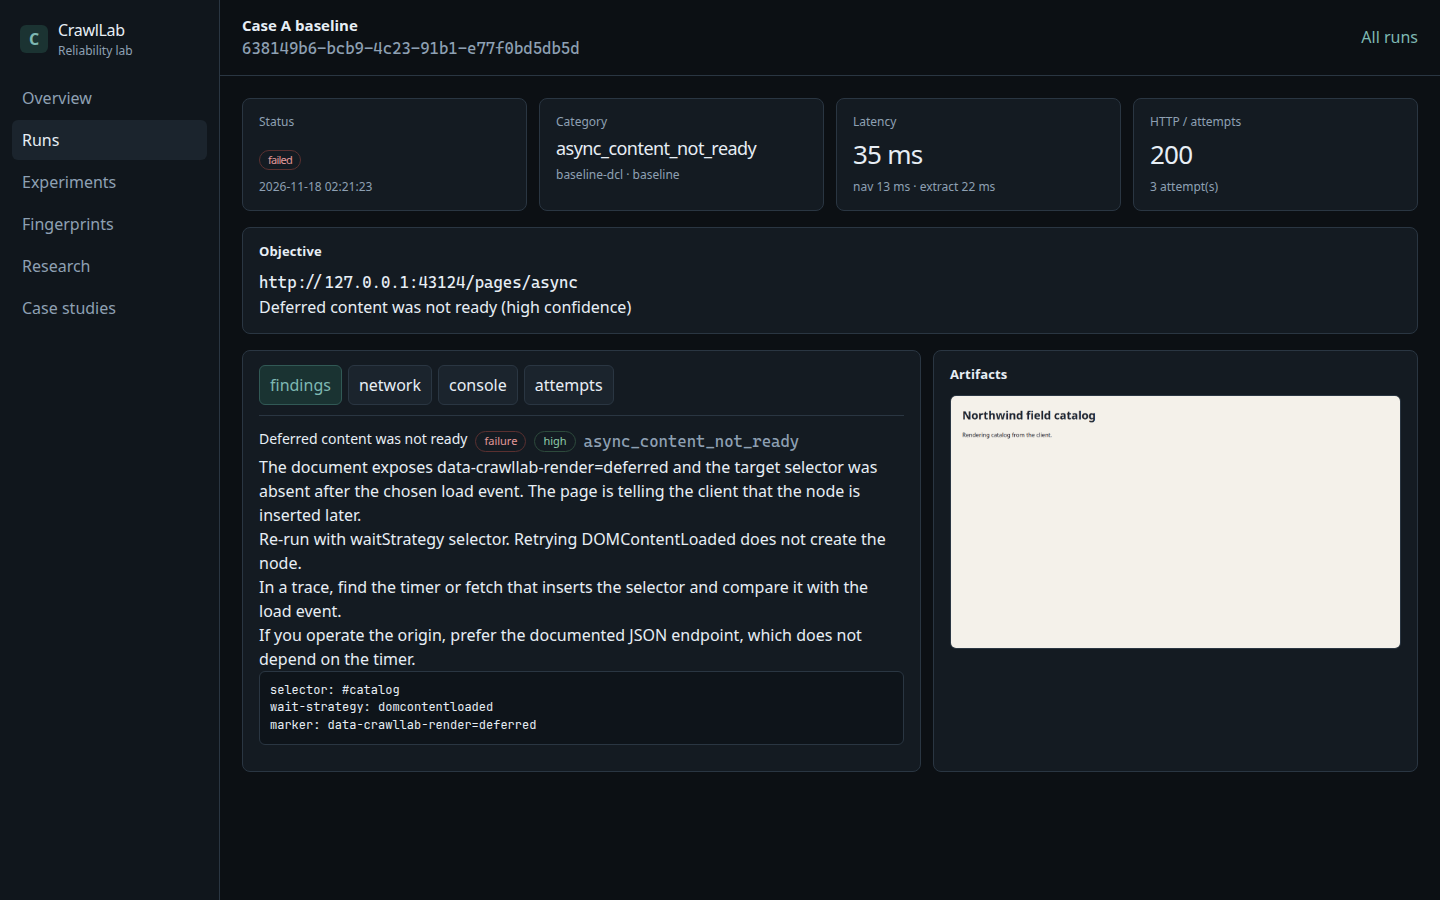 C
CrawlLab
Reliability lab
Overview
Runs
Experiments
Fingerprints
Research
Case studies
Case A baseline
638149b6-bcb9-4c23-91b1-e77f0bd5db5d
All runs
Status
failed
2026-11-18 02:21:23
Category
async_content_not_ready
baseline-dcl · baseline
Latency
35 ms
nav 13 ms · extract 22 ms
HTTP / attempts
200
3 attempt(s)
Objective
http://127.0.0.1:43124/pages/async
Deferred content was not ready (high confidence)
findings
network
console
attempts
Deferred content was not ready failure high async_content_not_ready
The document exposes data-crawllab-render=deferred and the target selector was
absent after the chosen load event. The page is telling the client that the node is
inserted later.
Re-run with waitStrategy selector. Retrying DOMContentLoaded does not create the
node.
In a trace, find the timer or fetch that inserts the selector and compare it with the
load event.
If you operate the origin, prefer the documented JSON endpoint, which does not
depend on the timer.
selector: #catalog
wait-strategy: domcontentloaded
marker: data-crawllab-render=deferred
Artifacts
Northwind field catalog
Rendering catalog from the client.